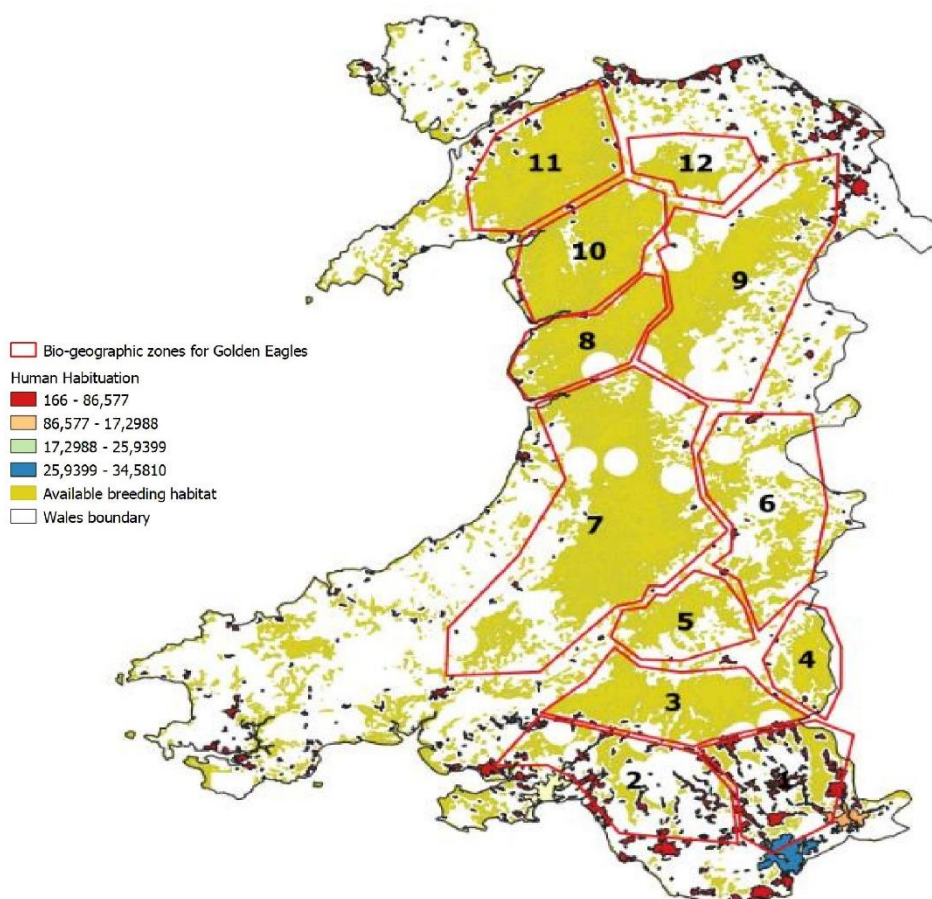 11
12
10
9
8
6
7
5
4
3
2
1
Bio-geographic zones for Golden Eagles
Human Habituation
166 - 86,577
86,577 - 17,2988
17,2988 - 25,9399
25,9399 - 34,5810
Available breeding habitat
Wales boundary